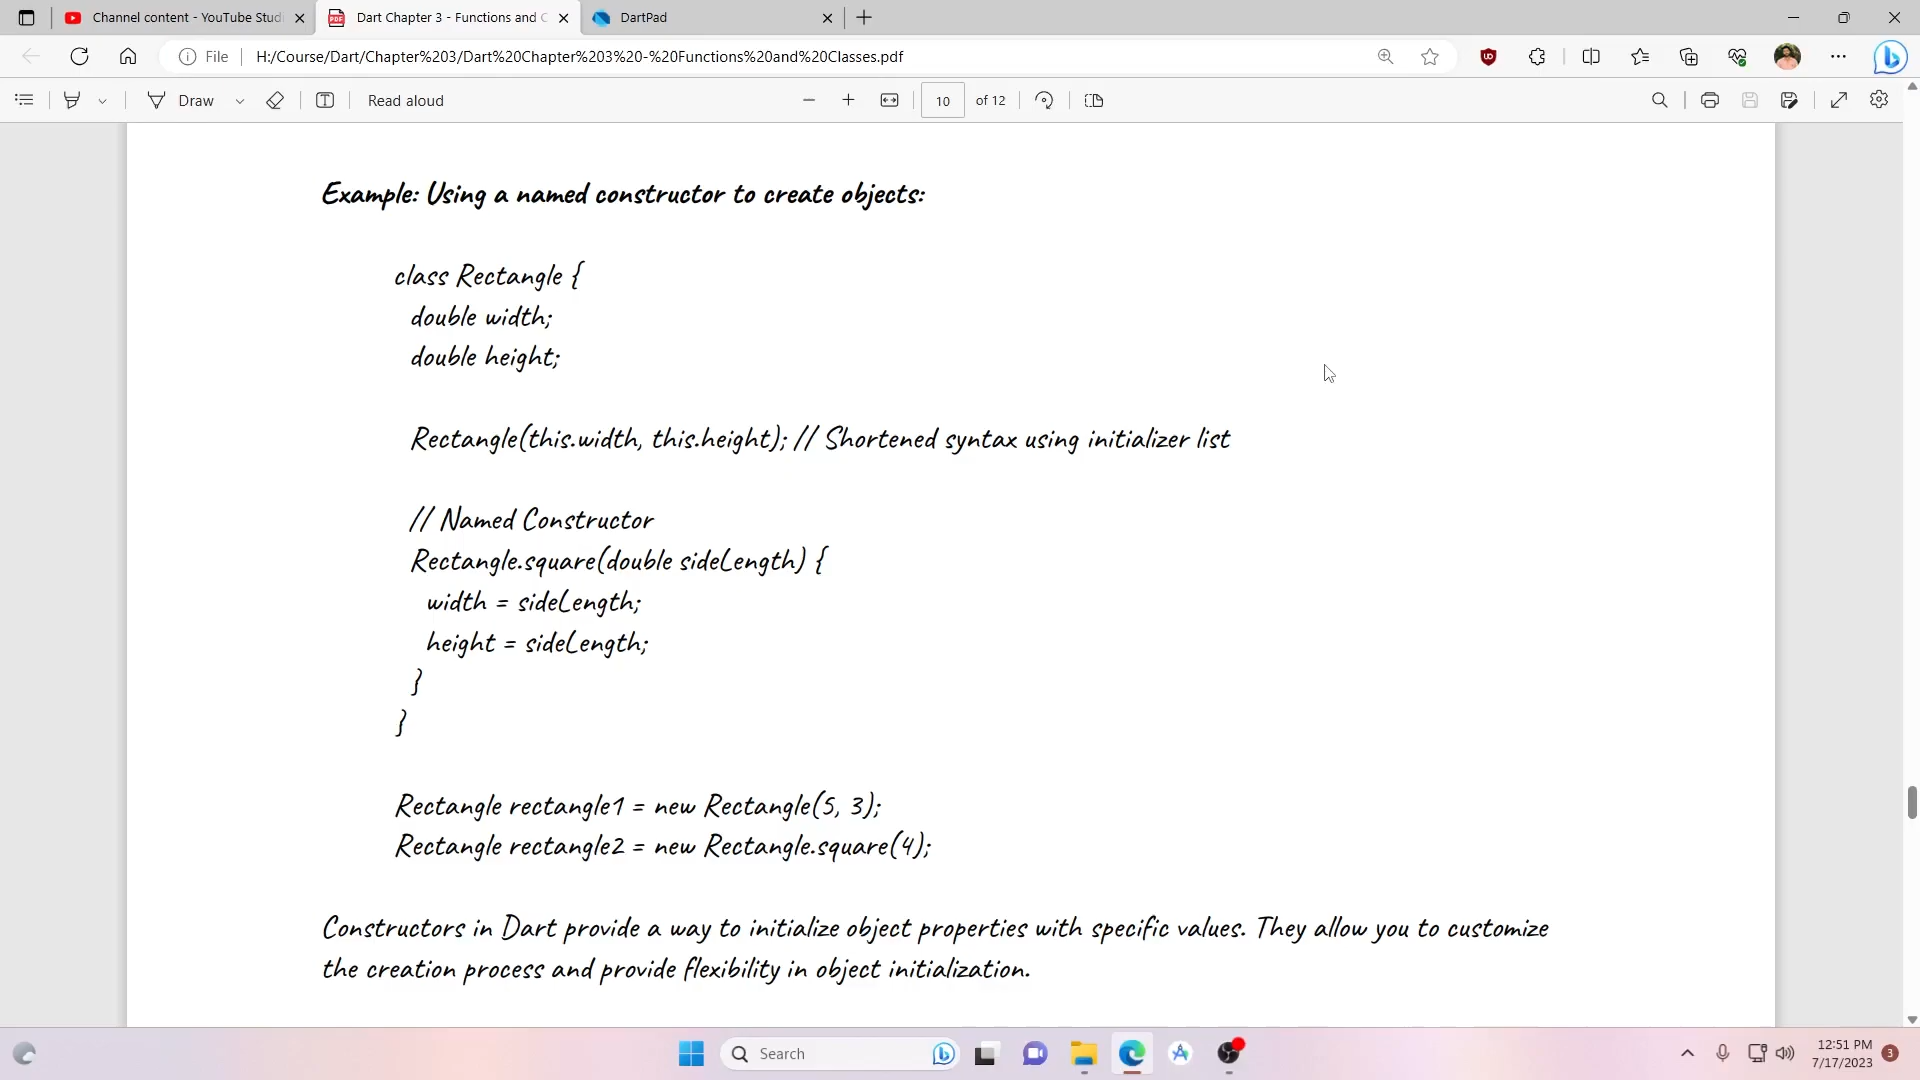 Channel content - YouTube Studi
Dart Chapter 3 - Functions and C
DartPad
File
H:/Course/Dart/Chapter%203/Dart%20Chapter%203%20-%20Functions%20and%20Classes.pdf
Draw
Read aloud
10
of 12
Example: Using a named constructor to create objects:
class Rectangle {
double width;
double height;
Rectangle(this.width, this.height); // Shortened syntax using initializer list
// Named Constructor
Rectangle.square(double sideLength) {
width = sideLength;
height = sideLength;
}
}
Rectangle rectangle1 = new Rectangle(5, 3);
Rectangle rectangle2 = new Rectangle.square(4);
Constructors in Dart provide a way to initialize object properties with specific values. They allow you to customize
the creation process and provide flexibility in object initialization.
Search
12:51 PM
7/17/2023
3